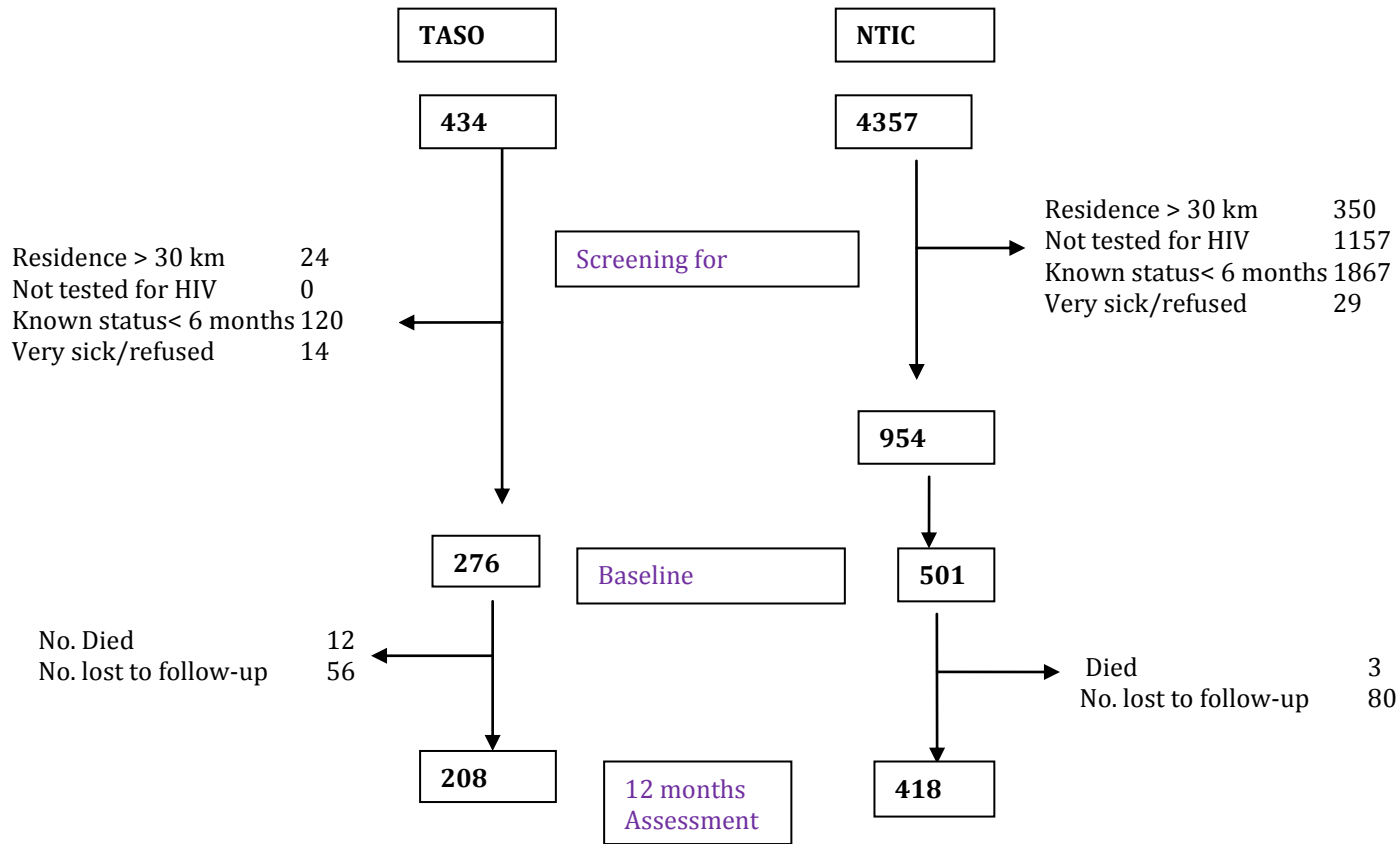 TASO
NTIC
434
4357
Residence > 30 km 24
Not tested for HIV 0
Known status< 6 months 120
Very sick/refused 14
Screening for
Residence > 30 km 350
Not tested for HIV 1157
Known status< 6 months 1867
Very sick/refused 29
954
276
Baseline
501
No. Died 12
No. lost to follow-up 56
Died 3
No. lost to follow-up 80
208
12 months
Assessment
418